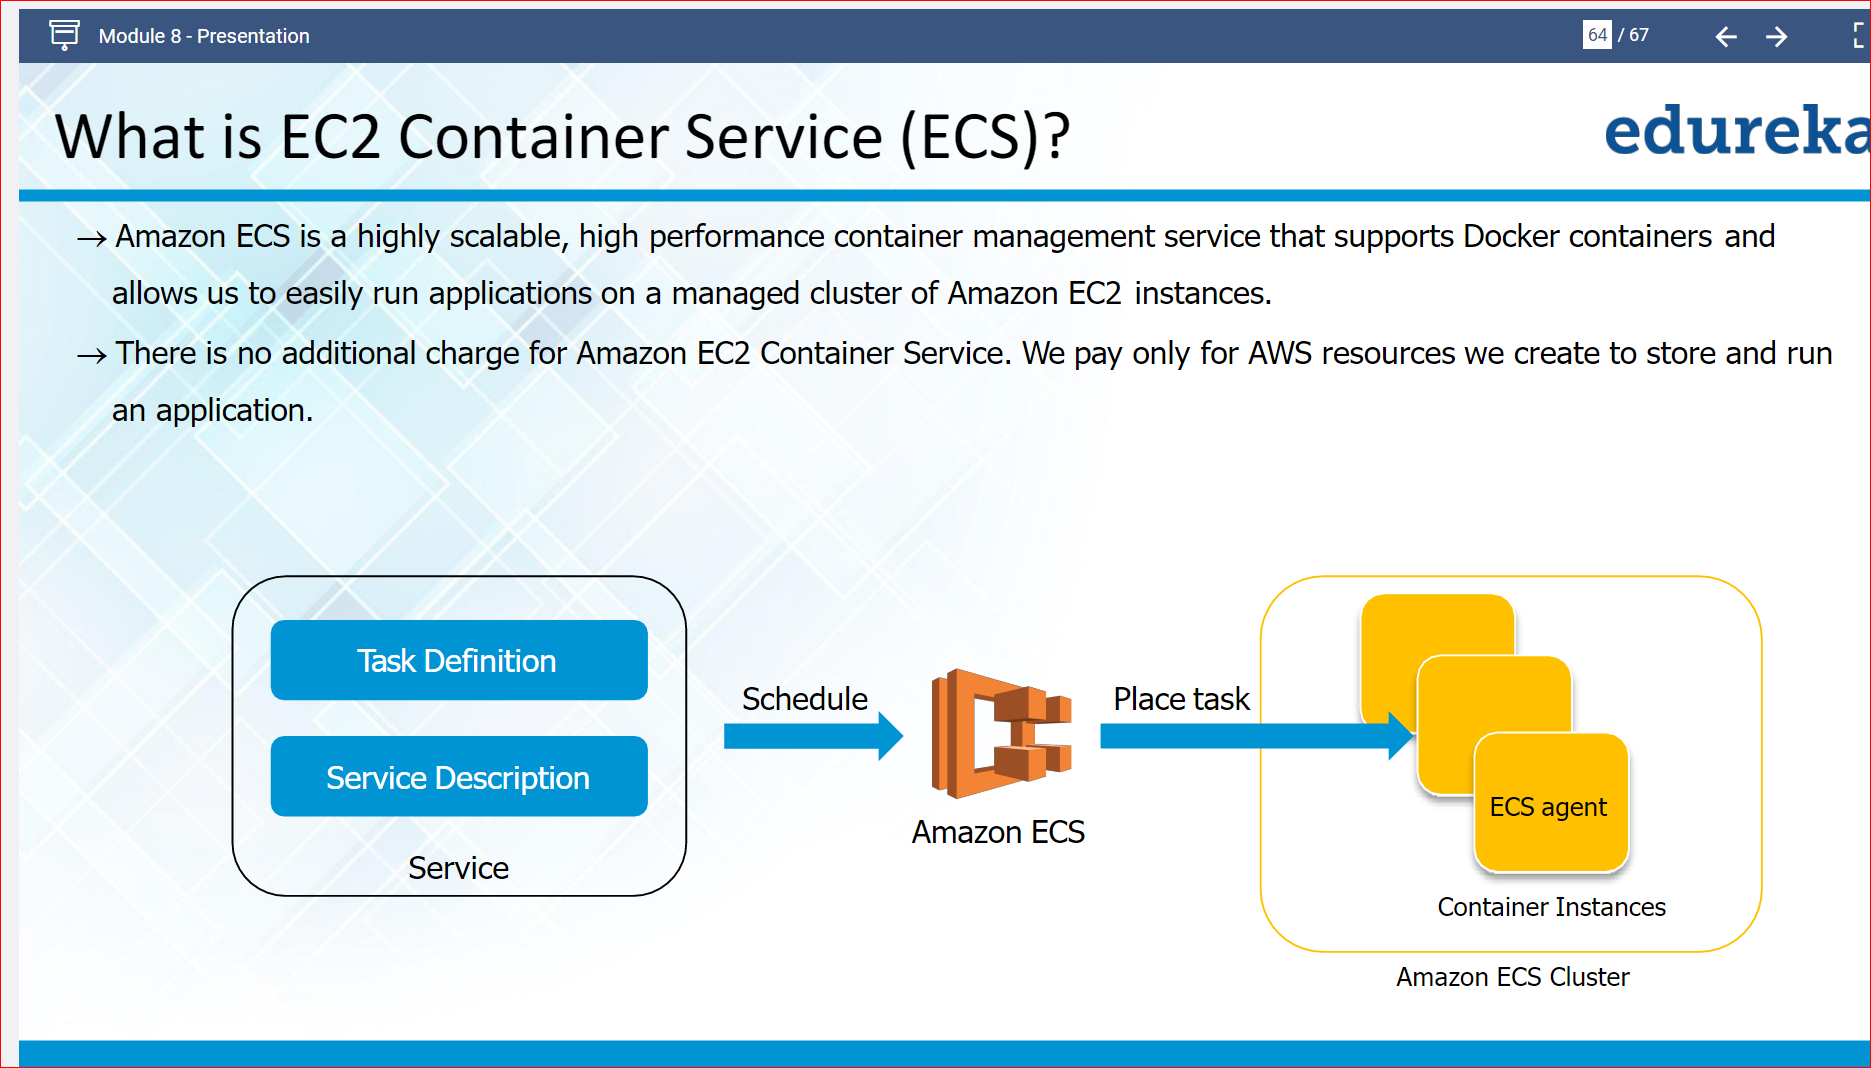 Module 8 - Presentation
64 / 67
What is EC2 Container Service (ECS)?
edureka
→ Amazon ECS is a highly scalable, high performance container management service that supports Docker containers and
allows us to easily run applications on a managed cluster of Amazon EC2 instances.
→ There is no additional charge for Amazon EC2 Container Service. We pay only for AWS resources we create to store and run
an application.
Task Definition
Service Description
Service
Schedule
Amazon ECS
Place task
ECS agent
Container Instances
Amazon ECS Cluster